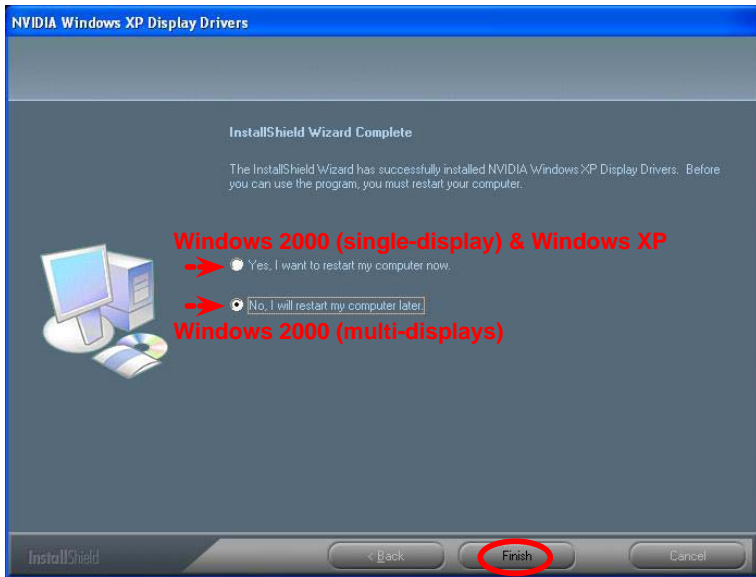 NVIDIA Windows XP Display Drivers
InstallShield Wizard Complete
The InstallShield Wizard has successfully installed NVIDIA Windows XP Display Drivers. Before
you can use the program, you must restart your computer.
Windows 2000 (single-display) & Windows XP
Yes, I want to restart my computer now.
No, I will restart my computer later.
Windows 2000 (multi-displays)
InstallShield
< Back
Finish
Cancel